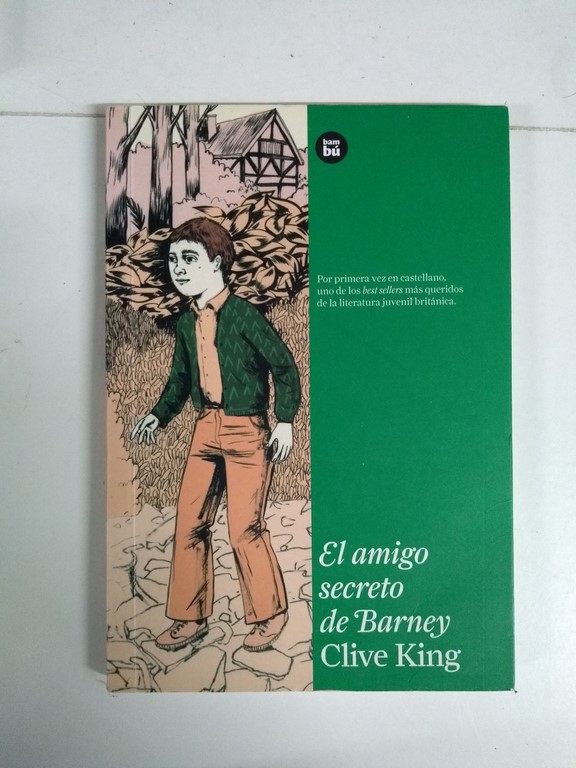 bam
bú
Por primera vez en castellano,
uno de los best sellers más queridos
de la literatura juvenil británica.
El amigo
secreto
de Barney
Clive King